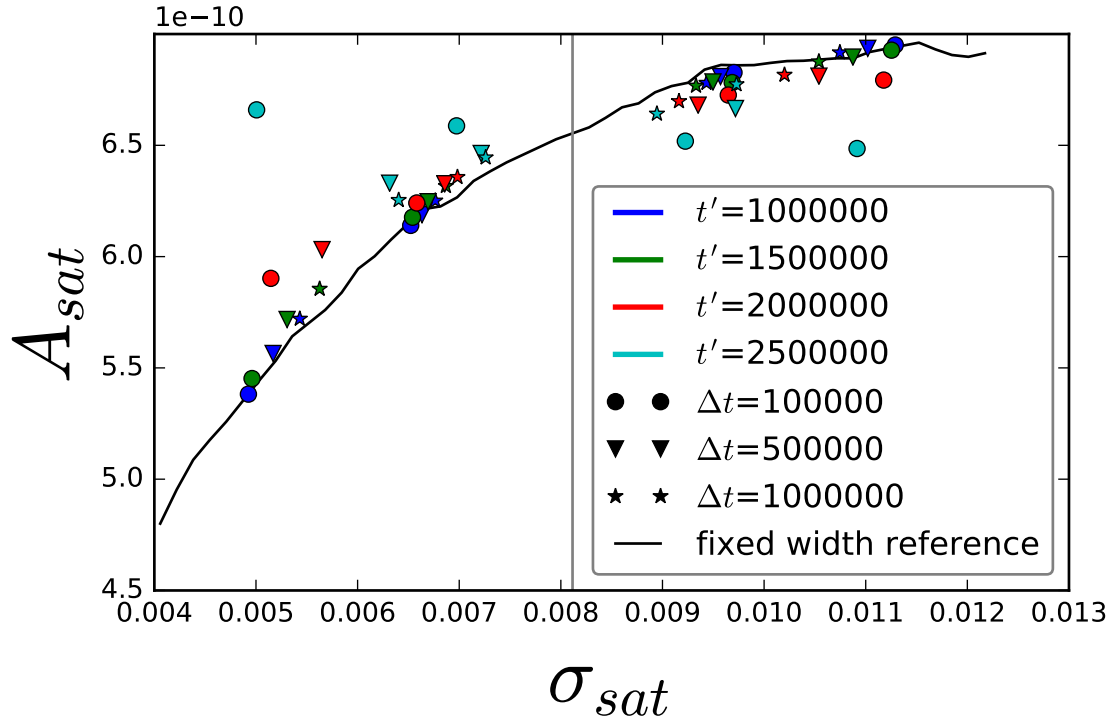 1e−10
6.5
6.0
5.5
5.0
4.5
0.004 0.005 0.006 0.007 0.008 0.009 0.010 0.011 0.012 0.013
A_sat
σ_sat
t′=1000000
t′=1500000
t′=2000000
t′=2500000
Δt=100000
Δt=500000
Δt=1000000
fixed width reference